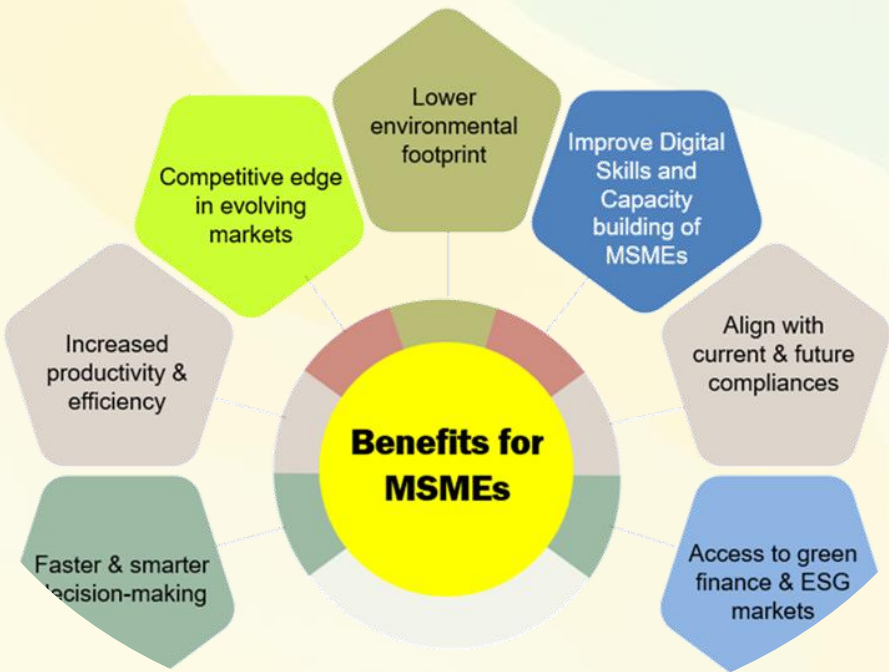 Lower
environmental
footprint
Competitive edge
in evolving
markets
Improve Digital
Skills and
Capacity
building of
MSMEs
Increased
productivity &
efficiency
Align with
current & future
compliances
Benefits for
MSMEs
Faster & smarter
decision-making
Access to green
finance & ESG
markets